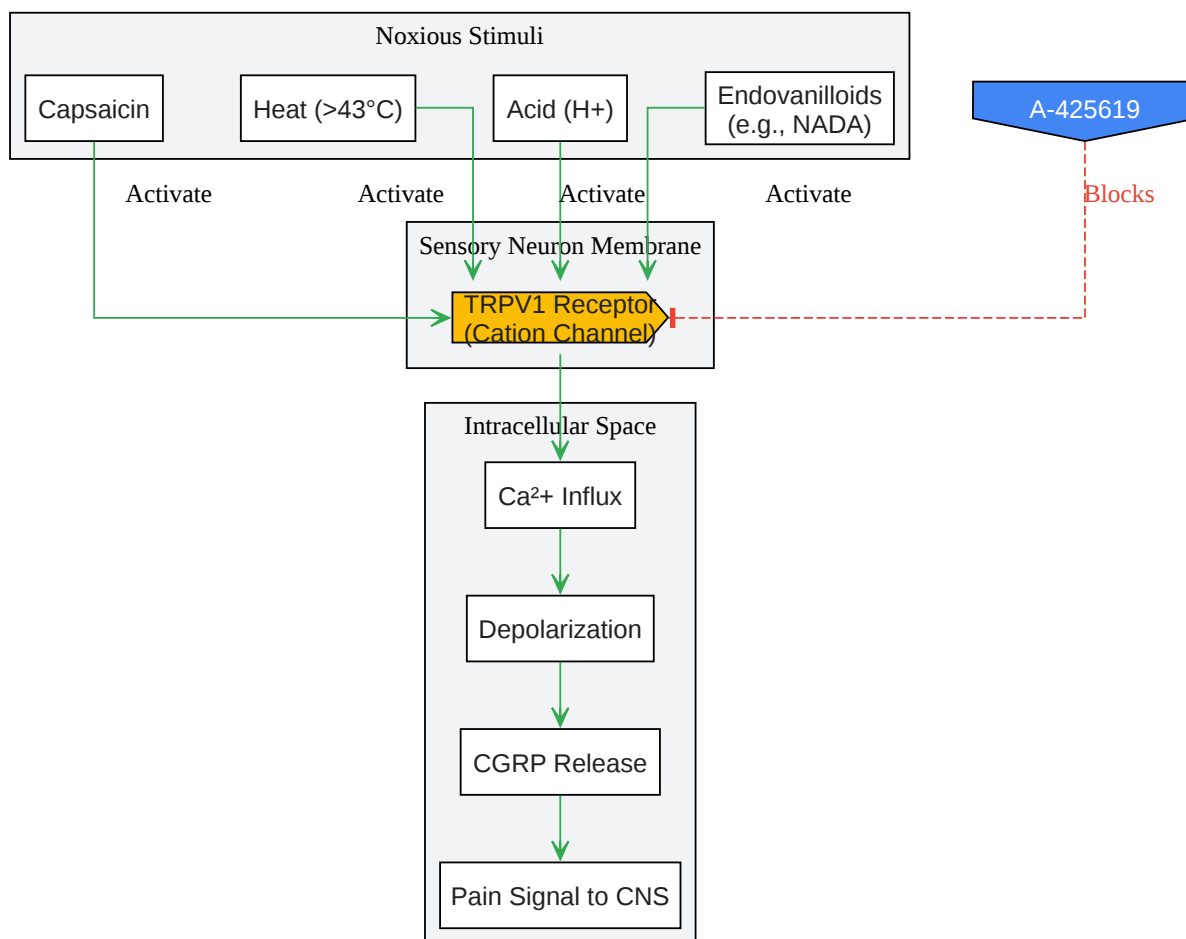 Noxious Stimuli
Capsaicin
Heat (>43°C)
Acid (H+)
Endovanilloids
(e.g., NADA)
A-425619
Activate
Activate
Activate
Activate
Blocks
Sensory Neuron Membrane
TRPV1 Receptor
(Cation Channel)
Intracellular Space
Ca²+ Influx
Depolarization
CGRP Release
Pain Signal to CNS